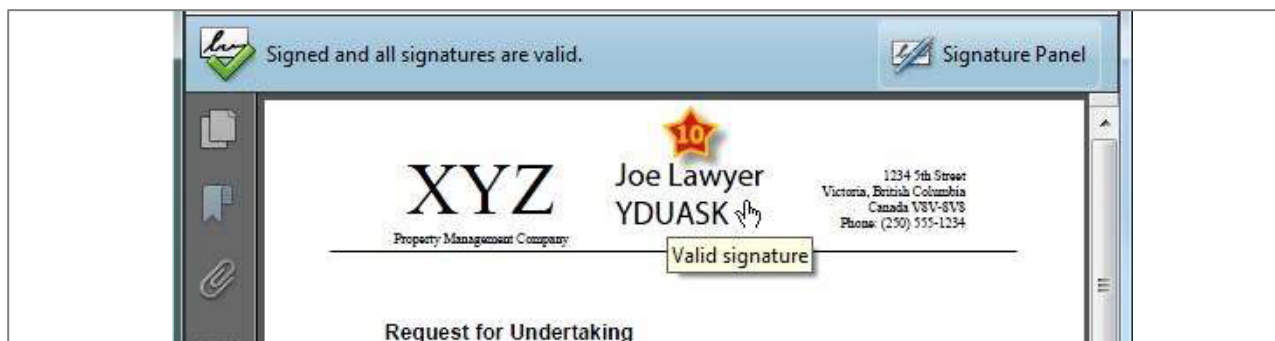 Signed and all signatures are valid.
Signature Panel
10
XYZ
Property Management Company
Joe Lawyer
YDUASK
Valid signature
1234 5th Street
Victoria, British Columbia
Canada V8V-8V8
Phone: (250) 555-1234
Request for Undertaking